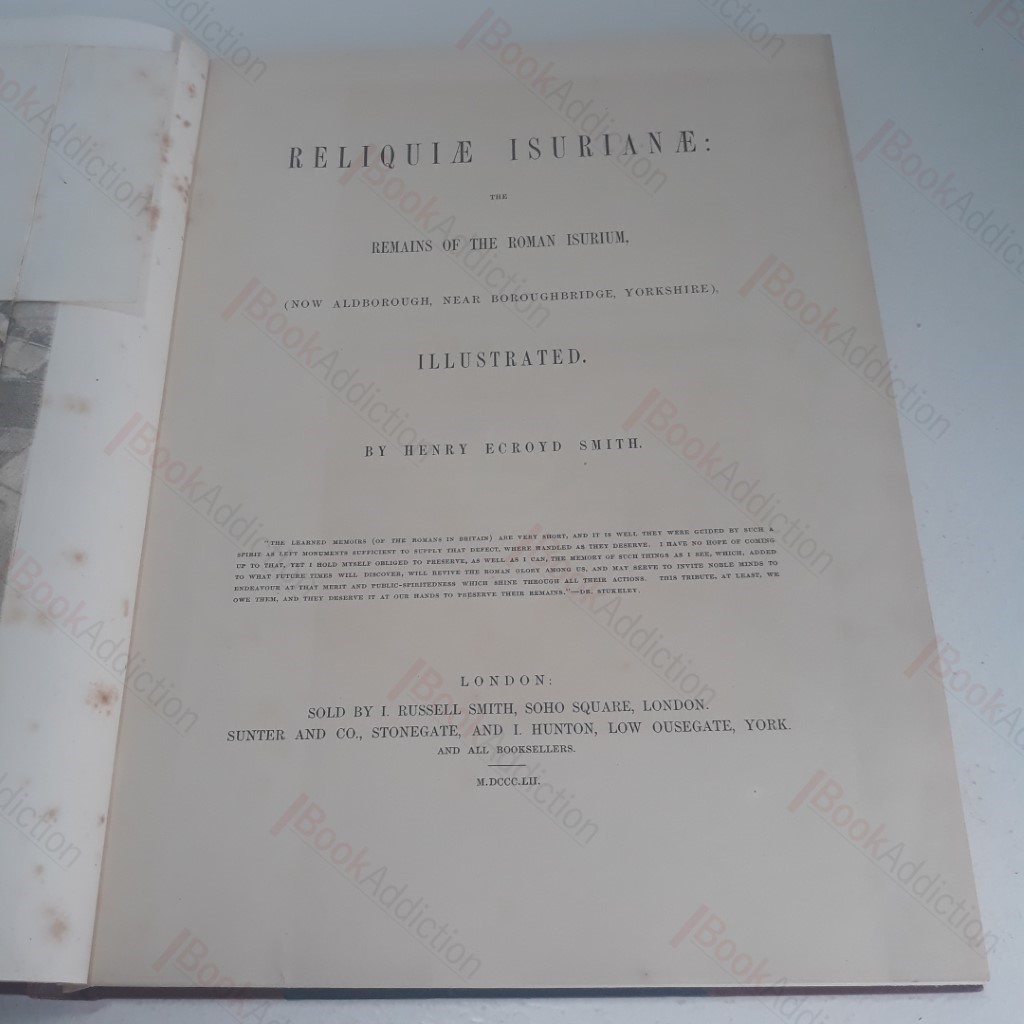 RELIQUIÆ ISURIANÆ:
THE
REMAINS OF THE ROMAN ISURIUM,
(NOW ALDBOROUGH, NEAR BOROUGHBRIDGE, YORKSHIRE),
ILLUSTRATED.
BY HENRY ECROYD SMITH.
"THE LEARNED MEMOIRS (OF THE ROMANS IN BRITAIN) ARE VERY SHORT, AND IT IS WELL THEY WERE GUIDED BY SUCH A
SPIRIT AS LEFT MONUMENTS SUFFICIENT TO SUPPLY THAT DEFECT, WHERE HANDLED AS THEY DESERVE. I HAVE NO HOPE OF COMING
UP TO THAT, YET I HOLD MYSELF OBLIGED TO PRESERVE, AS WELL AS I CAN, THE MEMORY OF SUCH THINGS AS I SEE, WHICH, ADDED
TO WHAT FUTURE TIMES WILL DISCOVER, WILL REVIVE THE ROMAN GLORY AMONG US, AND MAY SERVE TO INVITE NOBLE MINDS TO
ENDEAVOUR AT THAT MERIT AND PUBLIC-SPIRITEDNESS WHICH SHINE THROUGH ALL THEIR ACTIONS. THIS TRIBUTE, AT LEAST, WE
OWE THEM, AND THEY DESERVE IT AT OUR HANDS TO PRESERVE THEIR REMAINS."—DR. STUKELEY.
LONDON:
SOLD BY I. RUSSELL SMITH, SOHO SQUARE, LONDON.
SUNTER AND CO., STONEGATE, AND I. HUNTON, LOW OUSEGATE, YORK.
AND ALL BOOKSELLERS.
M.DCCC.LII.
BookAddiction